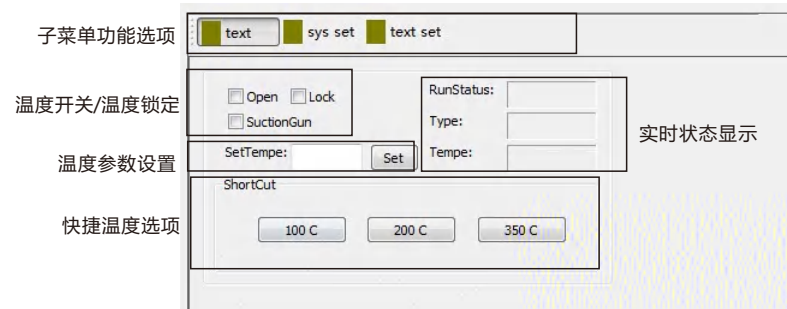 子菜单功能选项
text sys set text set
温度开关/温度锁定
Open Lock
SuctionGun
RunStatus:
Type:
Tempe:
实时状态显示
温度参数设置
SetTempe: Set
快捷温度选项
ShortCut
100 C 200 C 350 C